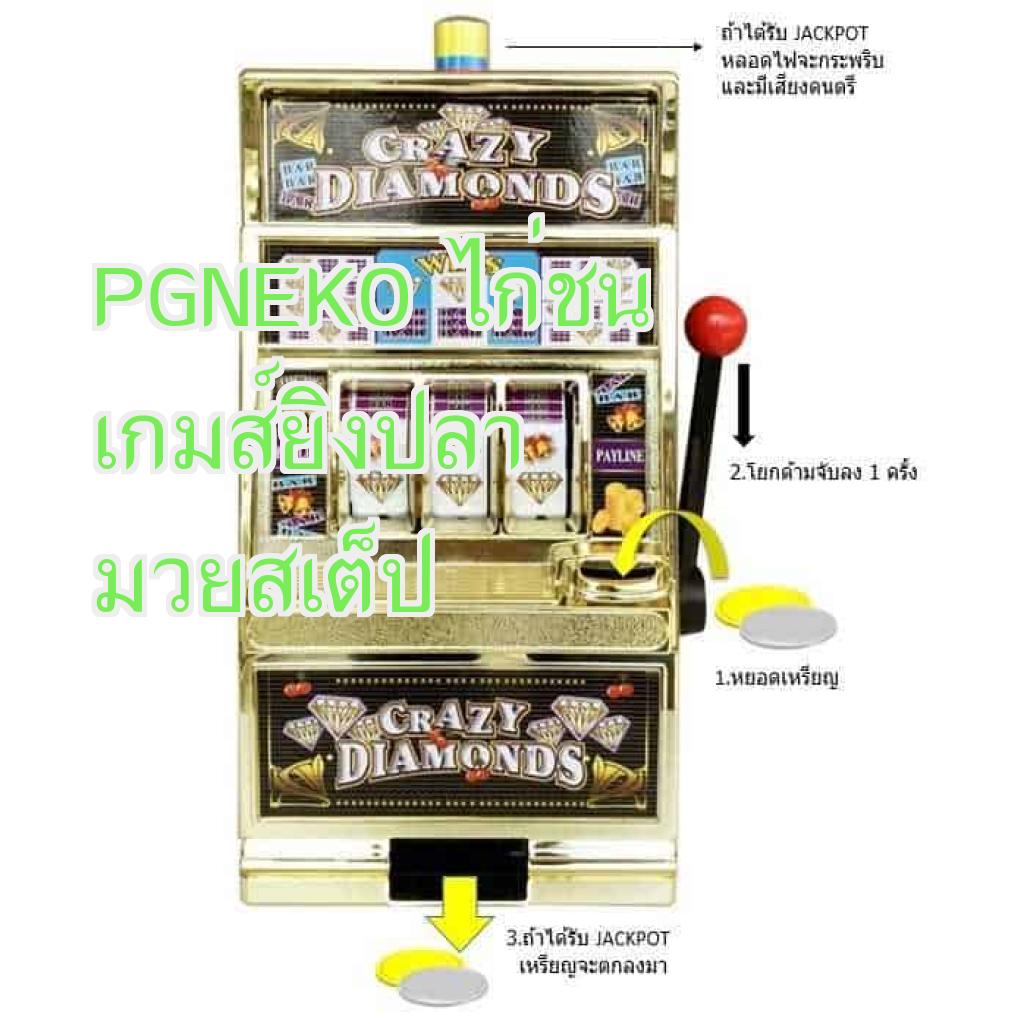 ถ้าได้รับ JACKPOT
หลอดไฟจะกระพริบ
และมีเสียงดนตรี
CRAZY
DIAMONDS
BAR
BAR
BAR
PGNEKO ไก่ชน
เกมส์ยิงปลา
มวยสเต็ป
PAYLINE
2.โยกด้ามจับลง 1 ครั้ง
1.หยอดเหรียญ
CRAZY
DIAMONDS
3.ถ้าได้รับ JACKPOT
เหรียญจะตกลงมา